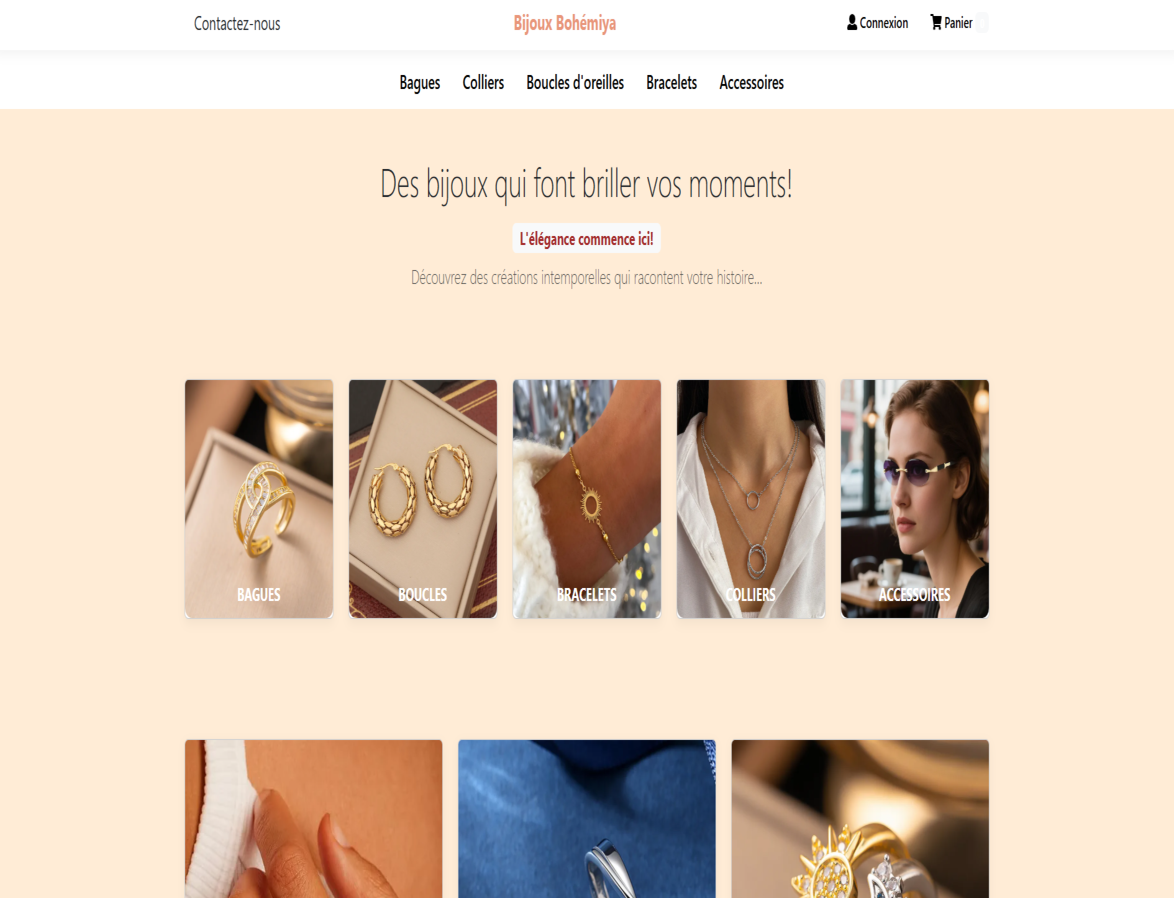 Contactez-nous
Bijoux Bohémiya
Connexion
Panier
Bagues
Colliers
Boucles d'oreilles
Bracelets
Accessoires
Des bijoux qui font briller vos moments!
L'élégance commence ici!
Découvrez des créations intemporelles qui racontent votre histoire...
BAGUES
BOUCLES
BRACELETS
COLLIERS
ACCESSOIRES